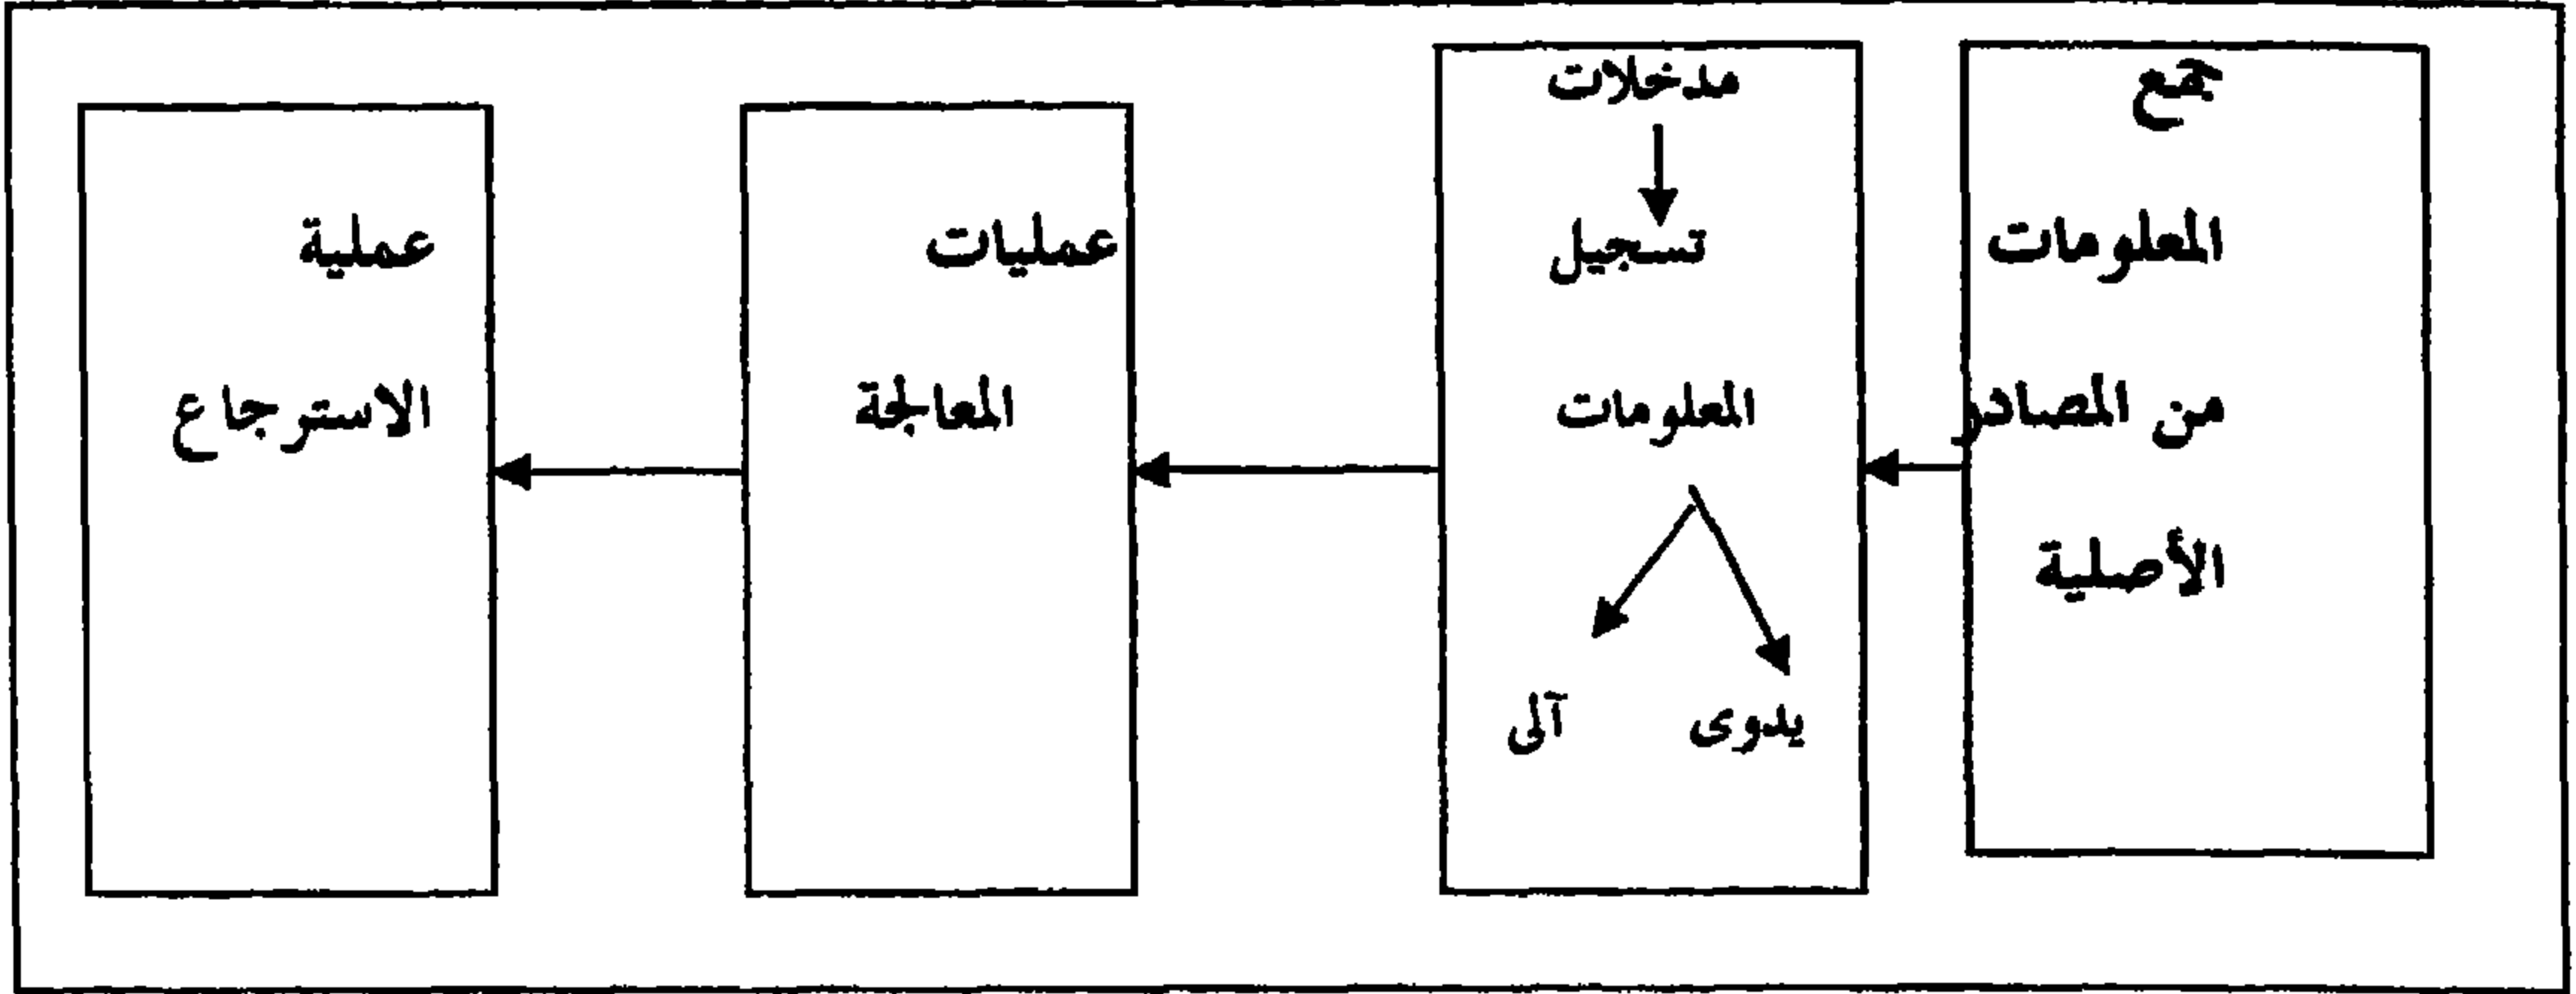 جمع
المعلومات
من المصادر
الأصلية
مدخلات
تسجيل
المعلومات
يدوى آلى
عمليات
المعالجة
عملية
الاسترجاع